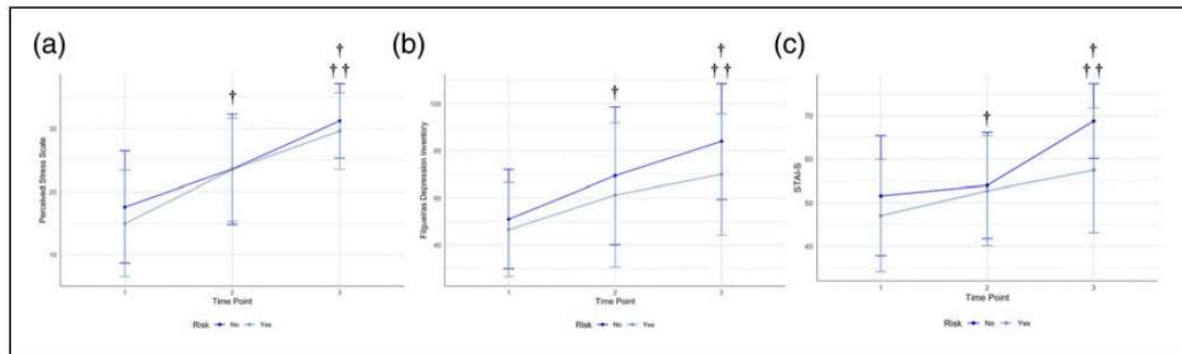 (a)
†
†
††
Perceived Stress Scale
30
20
10
1 2 3
Time Point
Risk No Yes
(b)
†
†
††
Filgueiras Depression Inventory
100
80
60
40
1 2 3
Time Point
Risk No Yes
(c)
†
†
††
STAI-S
70
60
50
40
1 2 3
Time Point
Risk No Yes